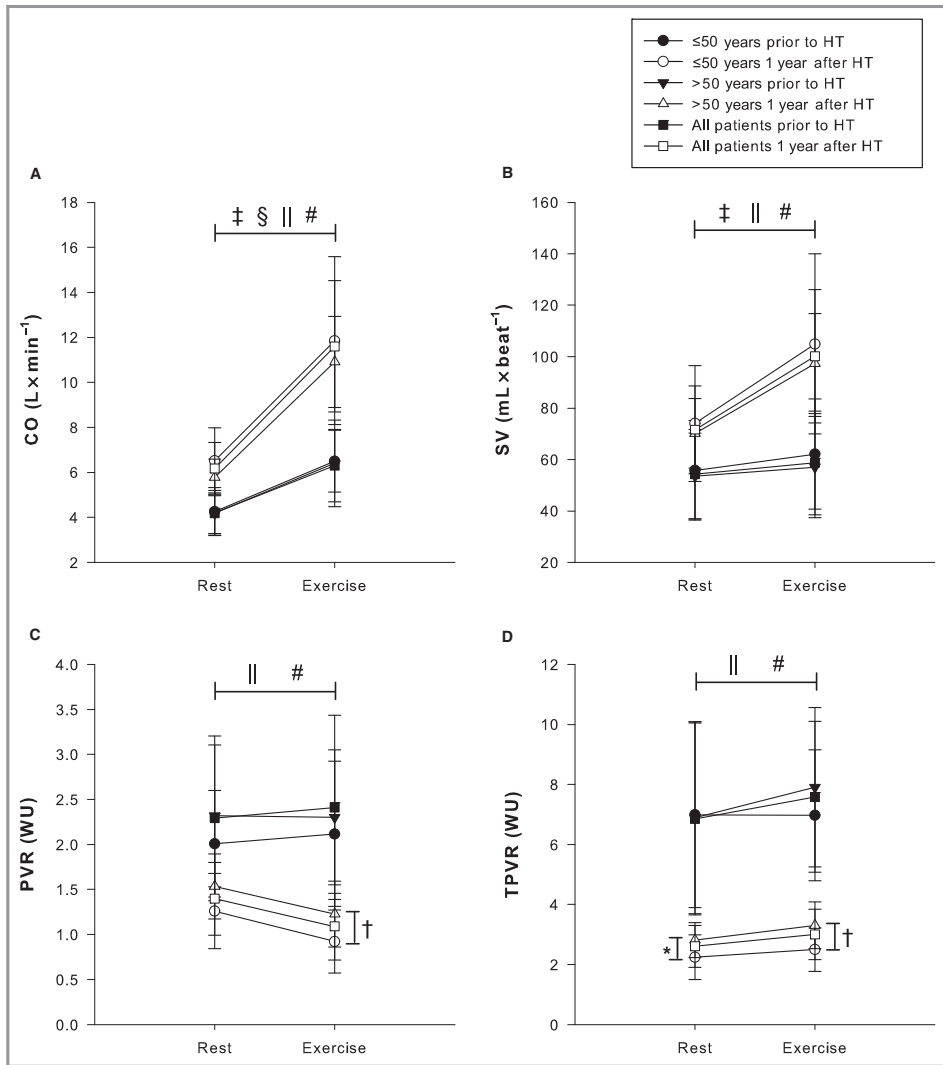 ≤50 years prior to HT
≤50 years 1 year after HT
>50 years prior to HT
>50 years 1 year after HT
All patients prior to HT
All patients 1 year after HT
A
18
16
14
12
10
8
6
4
2
CO (L×min⁻¹)
‡ § || #
Rest Exercise
B
160
140
120
100
80
60
40
20
SV (mL×beat⁻¹)
‡ || #
Rest Exercise
C
4.0
3.5
3.0
2.5
2.0
1.5
1.0
0.5
0.0
PVR (WU)
|| #
†
Rest Exercise
D
12
10
8
6
4
2
0
TPVR (WU)
|| #
* †
Rest Exercise